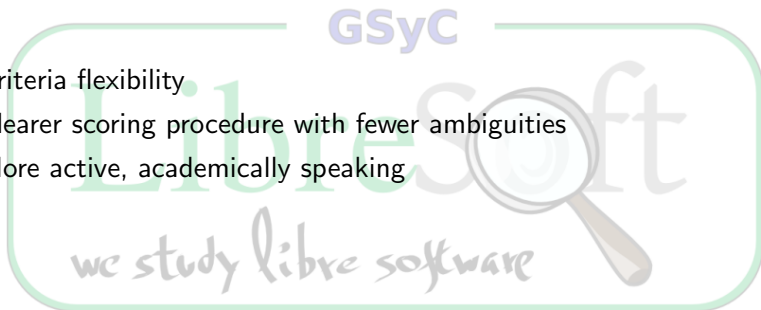 GSyC
riteria flexibility
learer scoring procedure with fewer ambiguities
lore active, academically speaking
LibreSoft
we study libre software